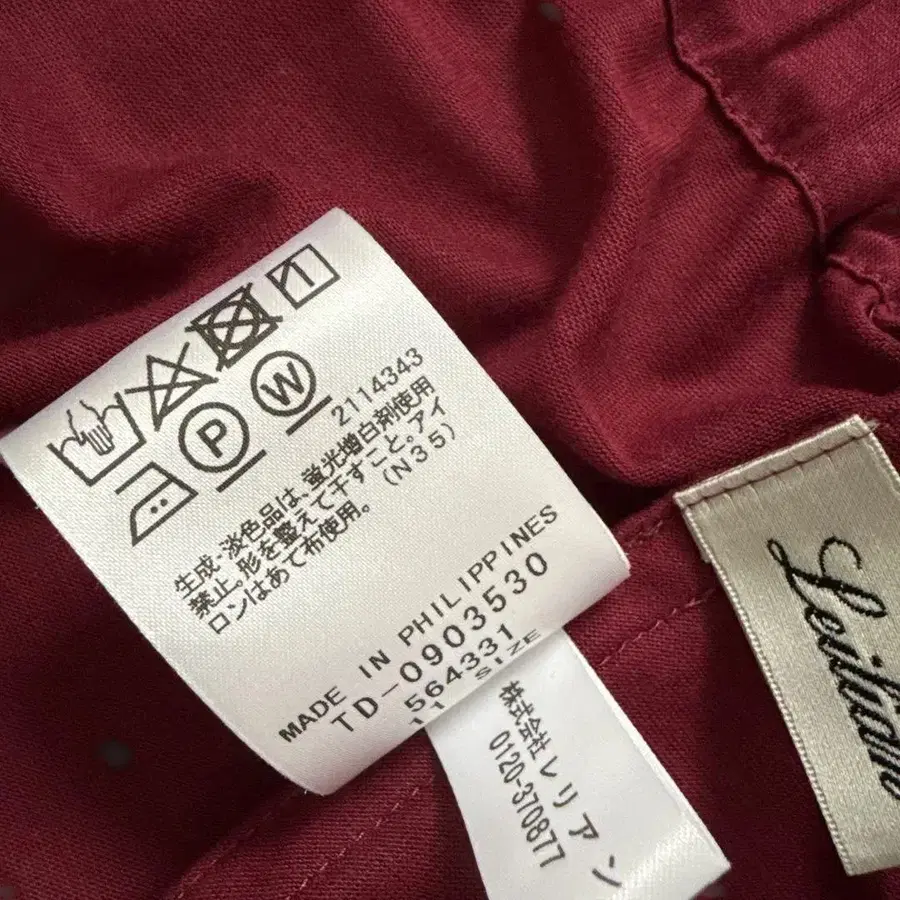 P
W
2114343
生成・淡色品は、蛍光増白剤使用
禁止。形を整えて干すこと。アイ
ロンはあて布使用。 (N35)
MADE IN PHILIPPINES
TD-0903530
564331
11 SIZE
株式会社レリアン
0120-370877
Leilian